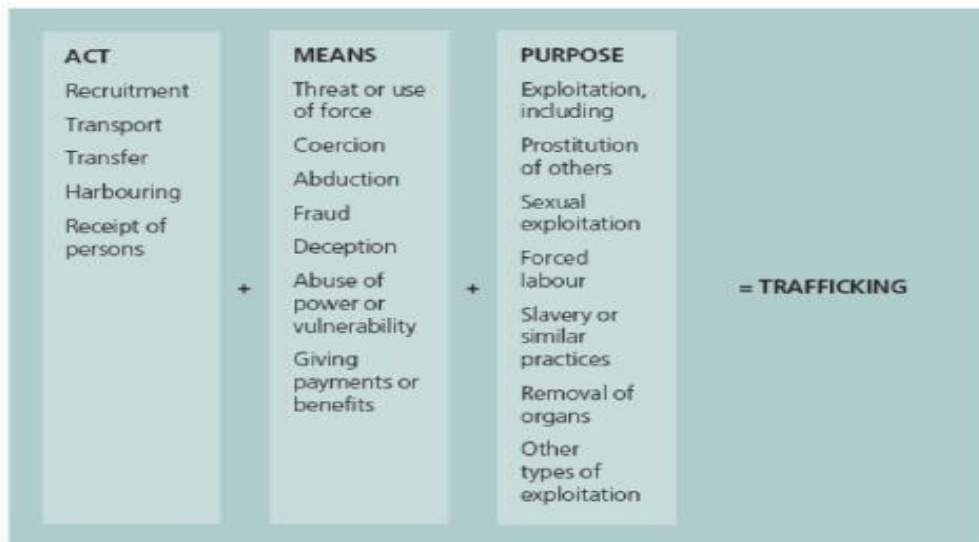 ACT
Recruitment
Transport
Transfer
Harbouring
Receipt of
persons
+
MEANS
Threat or use
of force
Coercion
Abduction
Fraud
Deception
Abuse of
power or
vulnerability
Giving
payments or
benefits
+
PURPOSE
Exploitation,
including
Prostitution
of others
Sexual
exploitation
Forced
labour
Slavery or
similar
practices
Removal of
organs
Other
types of
exploitation
= TRAFFICKING